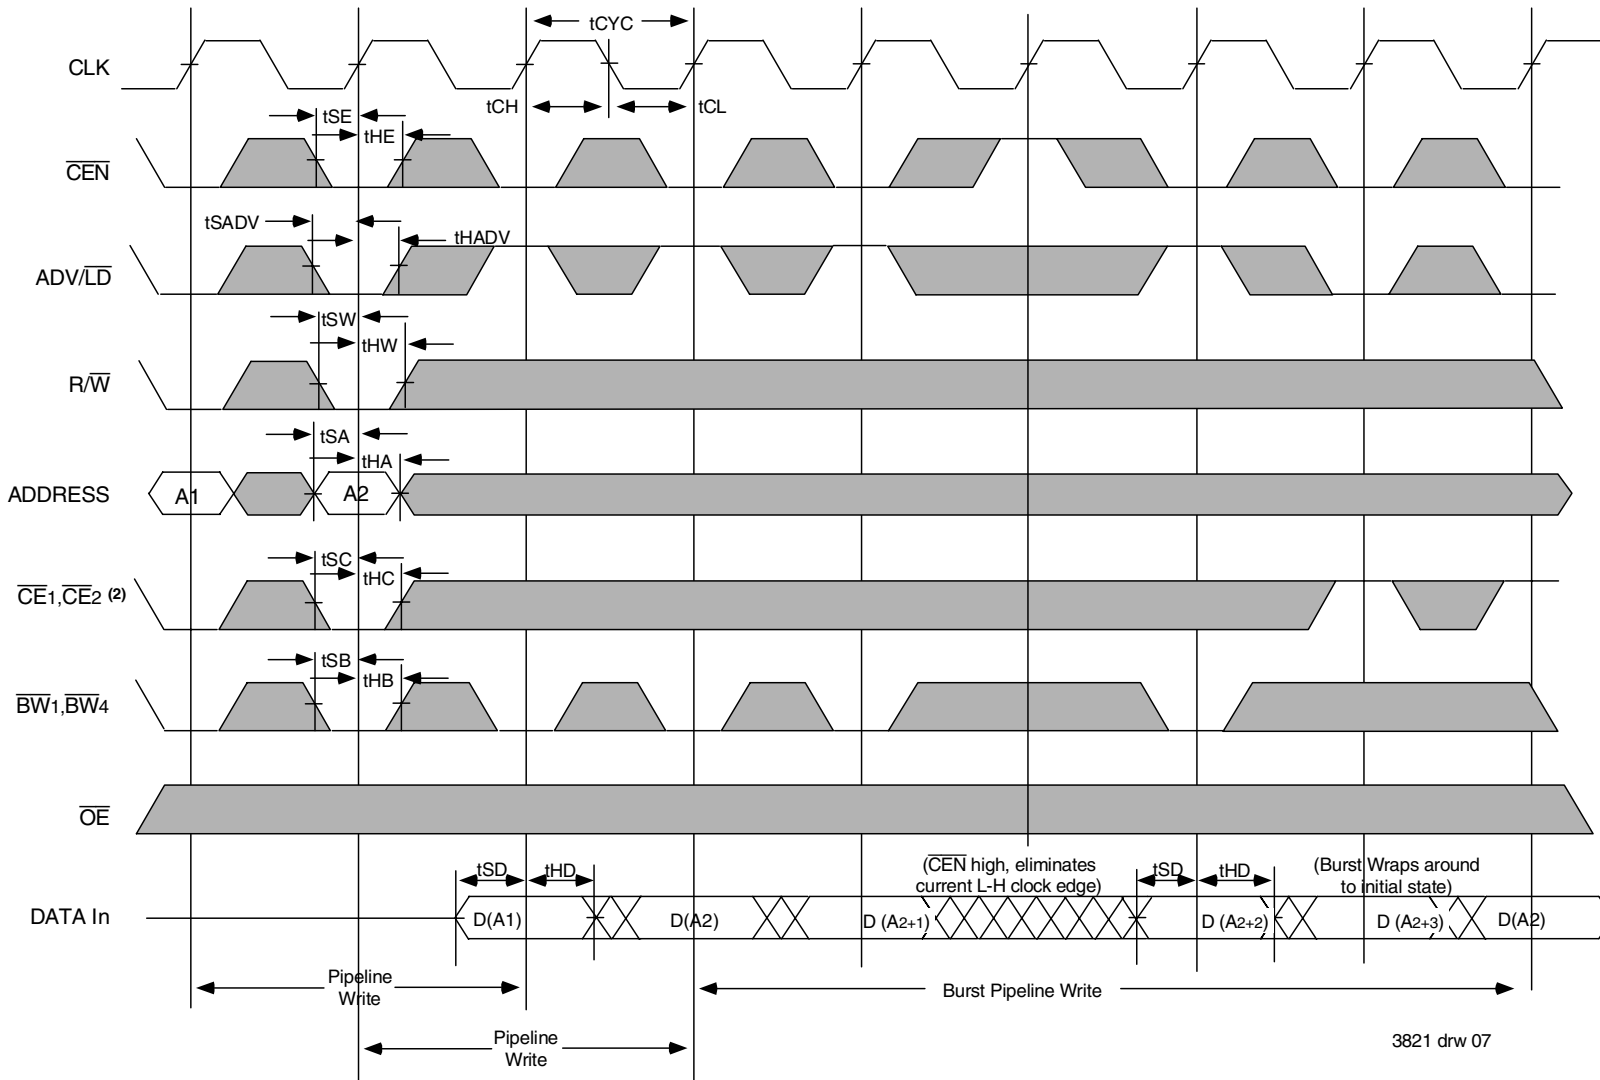 tCYC
CLK
tCH
tCL
tSE
tHE
CEN
tSADV
tHADV
ADV/LD
tSW
tHW
R/W
tSA
tHA
ADDRESS
A1
A2
tSC
tHC
CE1,CE2 (2)
tSB
tHB
BW1,BW4
OE
tSD
tHD
(CEN high, eliminates
current L-H clock edge)
tSD
tHD
(Burst Wraps around
to initial state)
DATA In
D(A1)
D(A2)
D (A2+1)
D (A2+2)
D (A2+3)
D(A2)
Pipeline
Write
Burst Pipeline Write
Pipeline
Write
3821 drw 07